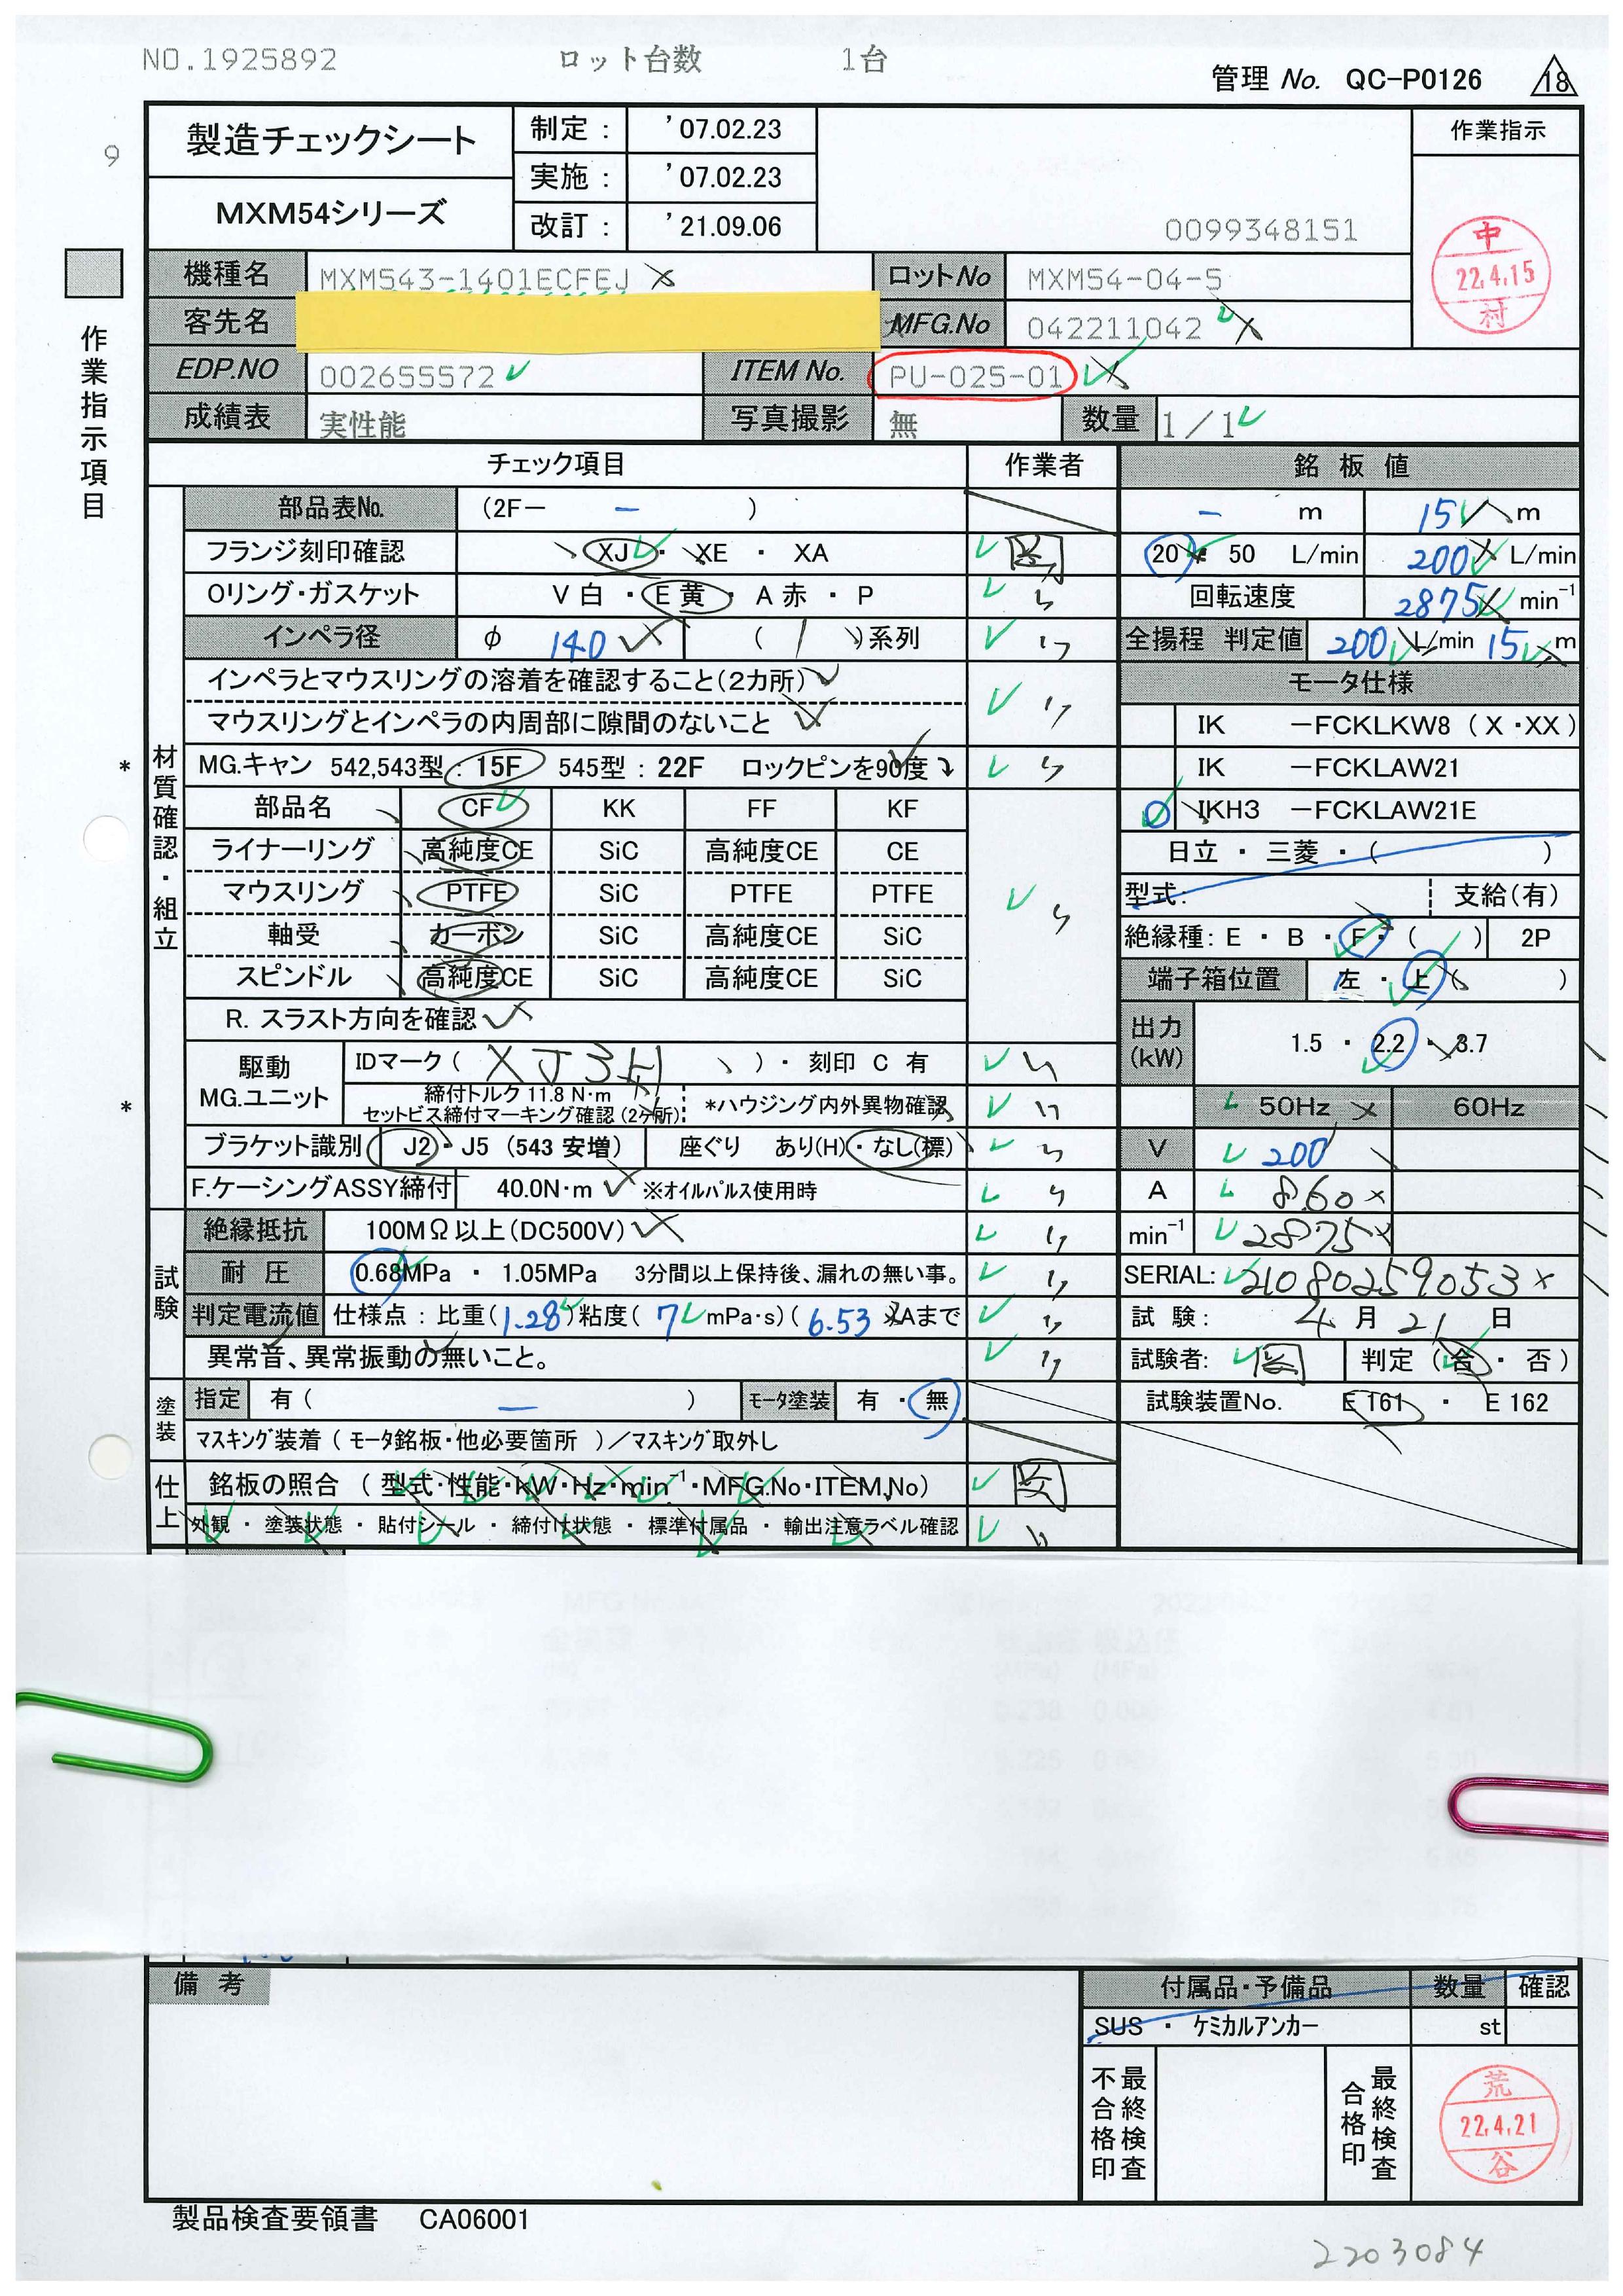 NO.1925892 ロット台数 1台
管理 No. QC-P0126 18
9
製造チェックシート
MXM54シリーズ
制定: '07.02.23
実施: '07.02.23
改訂: '21.09.06
0099348151
作業指示
中
22.4.15
村
作業指示項目
機種名 MXM543-1401ECFEJ ロットNo MXM54-04-5
客先名 MFG.No 042211042
EDP.NO 002655572 ITEM No. PU-025-01
成績表 実性能 写真撮影 無 数量 1/1
チェック項目 作業者 銘板値
材質確認・組立
部品表No. (2F- - )
フランジ刻印確認 XJ・XE・XA
Oリング・ガスケット V白・E黄・A赤・P
インペラ径 φ 140 ( / )系列
インペラとマウスリングの溶着を確認すること(2カ所)
マウスリングとインペラの内周部に隙間のないこと
* MG.キャン 542,543型:15F 545型:22F ロックピンを90度
部品名 CF KK FF KF
ライナーリング 高純度CE SiC 高純度CE CE
マウスリング PTFE SiC PTFE PTFE
軸受 カーボン SiC 高純度CE SiC
スピンドル 高純度CE SiC 高純度CE SiC
R. スラスト方向を確認
駆動 MG.ユニット
IDマーク( XJ3H )・刻印 C 有
* 締付トルク 11.8 N·m
セットビス締付マーキング確認(2ケ所) *ハウジング内外異物確認
ブラケット識別 J2・J5 (543 安増) 座ぐり あり(H)・なし(標)
F.ケーシングASSY締付 40.0N·m ※オイルパルス使用時
試験
絶縁抵抗 100MΩ以上(DC500V)
耐圧 0.68MPa ・ 1.05MPa 3分間以上保持後、漏れの無い事。
判定電流値 仕様点:比重(1.28)粘度(7 mPa·s)(6.53)Aまで
異常音、異常振動の無いこと。
塗装
指定 有( - ) モータ塗装 有・無
マスキング装着(モータ銘板・他必要箇所)/マスキング取外し
仕上
銘板の照合(型式・性能・kW・Hz・min-1・MFG.No・ITEM.No)
外観・塗装状態・貼付シール・締付け状態・標準付属品・輸出注意ラベル確認
- m 15 m
20・50 L/min 200 L/min
回転速度 2875 min-1
全揚程 判定値 200 L/min 15 m
モータ仕様
IK -FCKLKW8 (X・XX)
IK -FCKLAW21
IKH3 -FCKLAW21E
日立・三菱・( )
型式: 支給(有)
絶縁種:E・B・F・( ) 2P
端子箱位置 左・上( )
出力(kW) 1.5・2.2・3.7
50Hz 60Hz
V 200
A 8.60
min-1 2875
SERIAL: 21080259053
試験: 4月21日
試験者: 判定(合・否)
試験装置No. E 161 ・ E 162
備考
付属品・予備品 数量 確認
SUS・ケミカルアンカー st
最終検査不合格印
最終検査合格印
荒
22.4.21
谷
製品検査要領書 CA06001
2203084